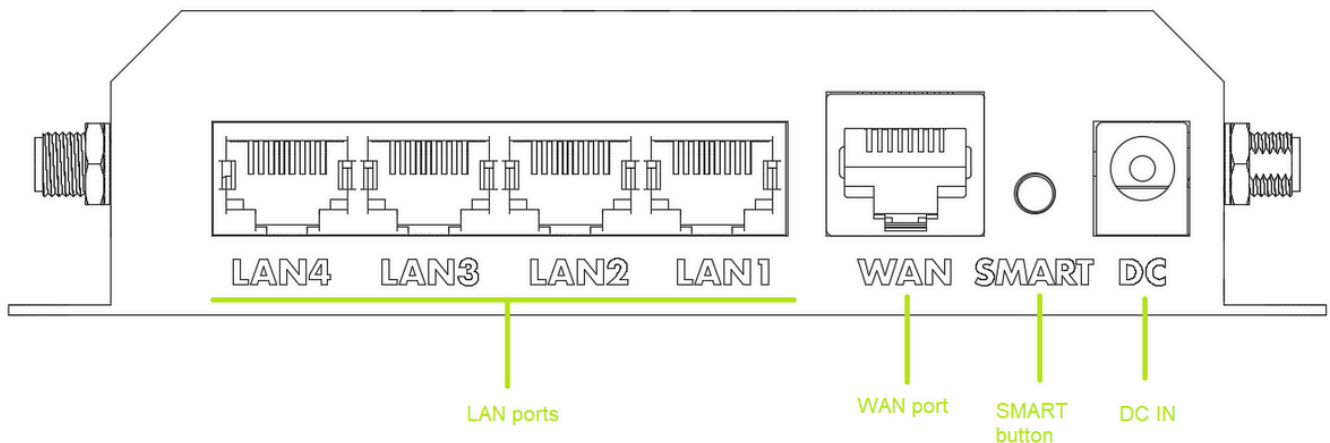 LAN4 LAN3 LAN2 LAN1 WAN SMART DC
LAN ports
WAN port
SMART
button
DC IN